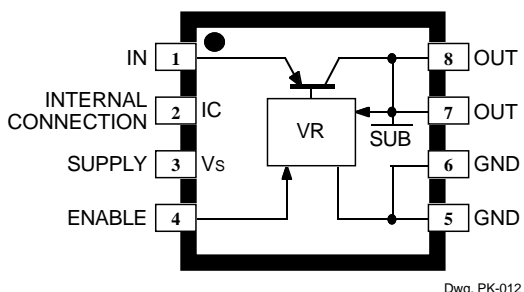 IN 1 8 OUT
INTERNAL
CONNECTION 2 IC 7 OUT
VR SUB
SUPPLY 3 Vs 6 GND
ENABLE 4 5 GND
Dwg. PK-012